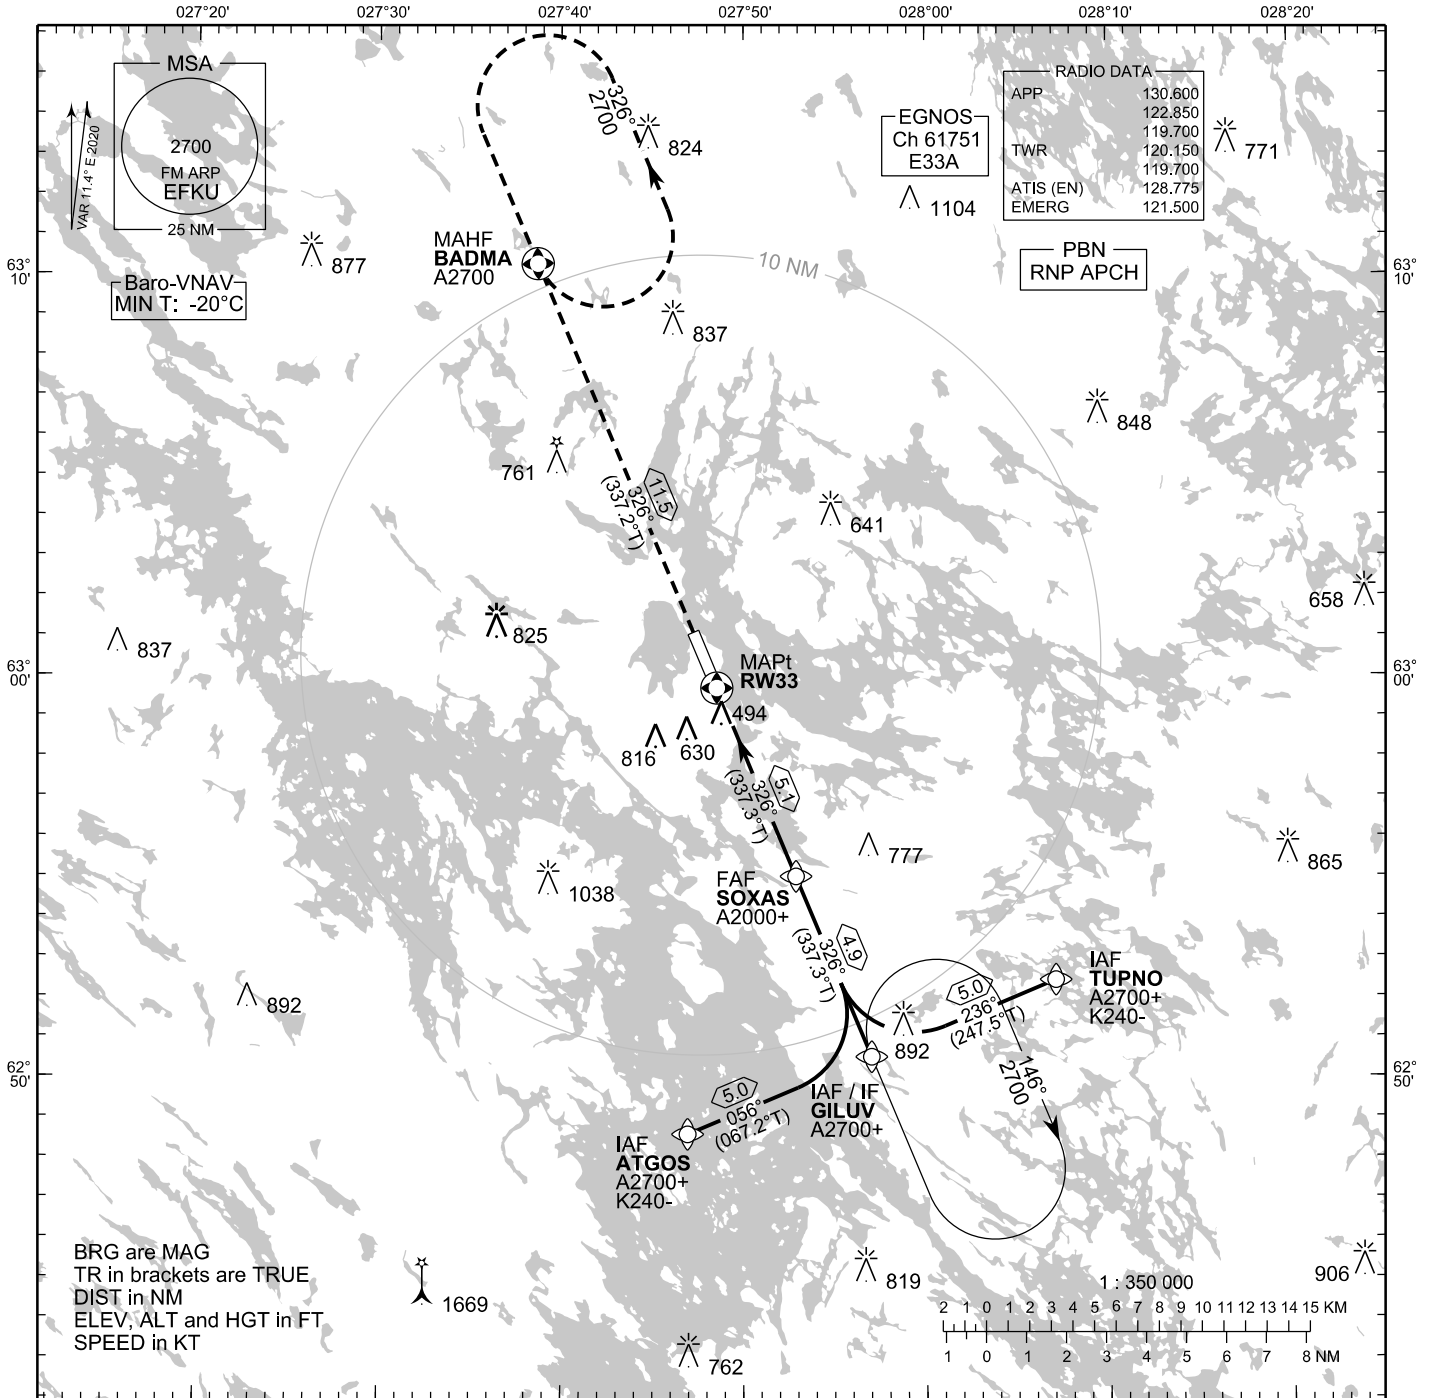 027°20'
027°30'
027°40'
027°50'
028°00'
028°10'
028°20'
MSA
2700
FM ARP
EFKU
25 NM
VAR 11.4° E 2020
Baro-VNAV
MIN T: -20°C
326°
2700
EGNOS
Ch 61751
E33A
RADIO DATA
APP 130.600
122.850
119.700
TWR 120.150
119.700
ATIS (EN) 128.775
EMERG 121.500
PBN
RNP APCH
824
771
1104
877
MAHF
BADMA
A2700
10 NM
63°
10'
63°
10'
837
848
761
11.5
326°
(337.2°T)
641
658
825
837
63°
00'
63°
00'
MAPt
RW33
494
816
630
5.1
326°
(337.3°T)
777
865
1038
FAF
SOXAS
A2000+
4.9
326°
(337.3°T)
892
IAF
TUPNO
A2700+
K240-
5.0
236°
(247.5°T)
892
62°
50'
62°
50'
146°
2700
IAF / IF
GILUV
A2700+
5.0
056°
(067.2°T)
IAF
ATGOS
A2700+
K240-
BRG are MAG
TR in brackets are TRUE
DIST in NM
ELEV, ALT and HGT in FT
SPEED in KT
1669
762
819
906
1 : 350 000
2 1 0 1 2 3 4 5 6 7 8 9 10 11 12 13 14 15 KM
1 0 1 2 3 4 5 6 7 8 NM